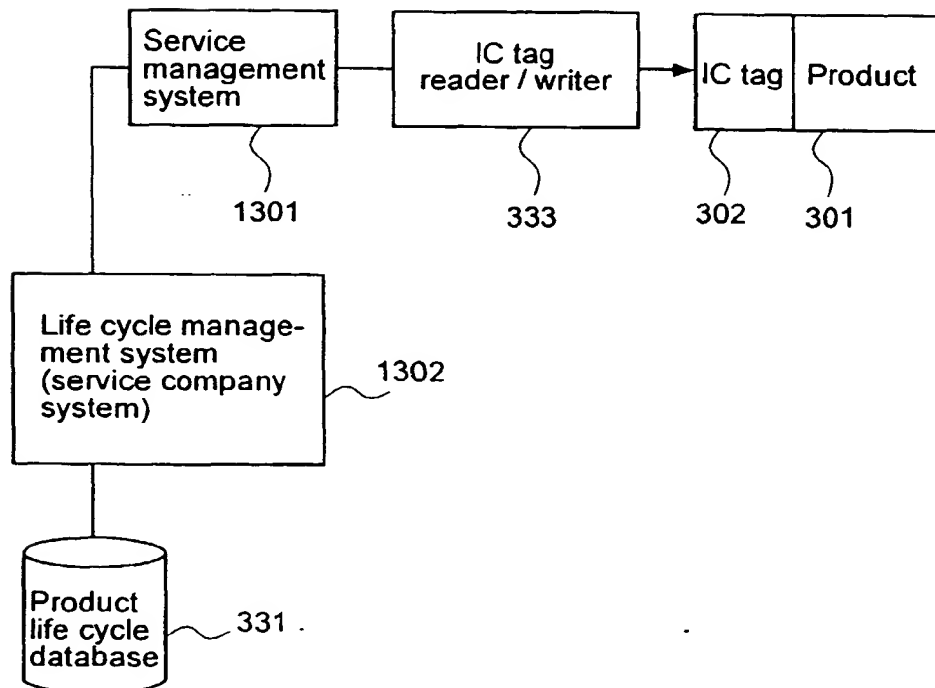 Service
management
system
IC tag
reader / writer
IC tag
Product
1301
333
302
301
Life cycle manage-
ment system
(service company
system)
1302
Product
life cycle
database
331